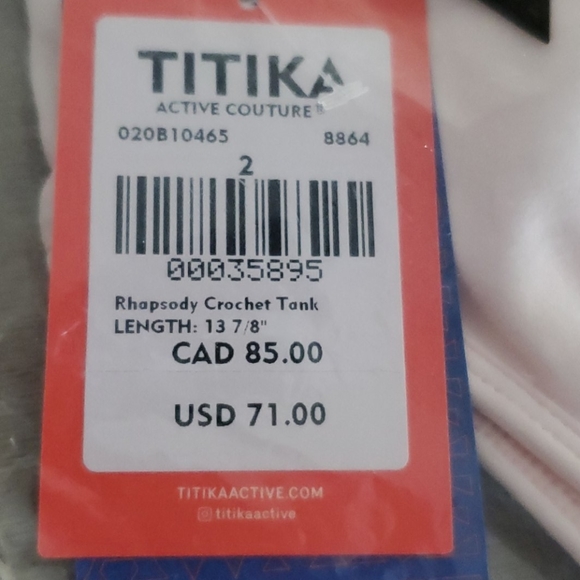 TITIKA
ACTIVE COUTURE
020B10465 8864
2
00035895
Rhapsody Crochet Tank
LENGTH: 13 7/8"
CAD 85.00
USD 71.00
TITIKAACTIVE.COM
titikaactive